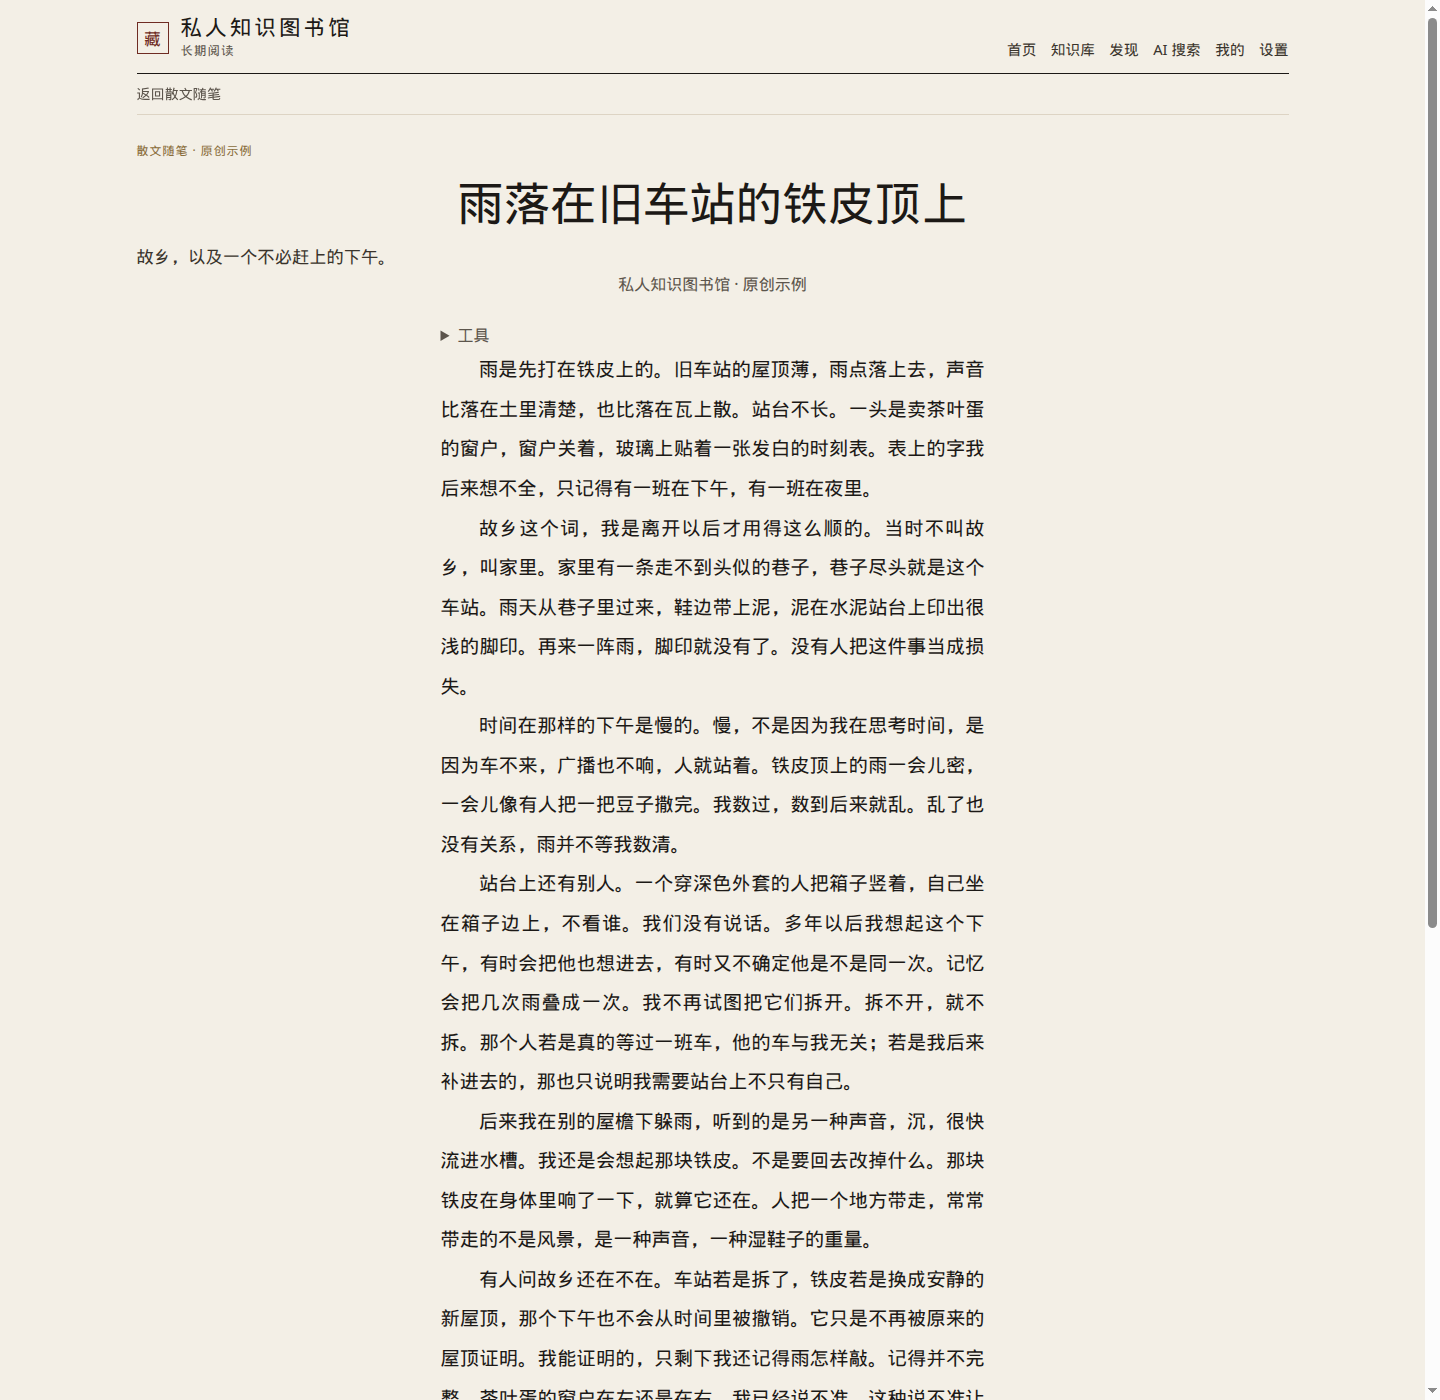 藏
私人知识图书馆
长期阅读
首页 知识库 发现 AI 搜索 我的 设置
返回散文随笔
散文随笔 · 原创示例
雨落在旧车站的铁皮顶上
故乡，以及一个不必赶上的下午。
私人知识图书馆 · 原创示例
▶ 工具
雨是先打在铁皮上的。旧车站的屋顶薄，雨点落上去，声音
比落在土里清楚，也比落在瓦上散。站台不长。一头是卖茶叶蛋
的窗户，窗户关着，玻璃上贴着一张发白的时刻表。表上的字我
后来想不全，只记得有一班在下午，有一班在夜里。
故乡这个词，我是离开以后才用得这么顺的。当时不叫故
乡，叫家里。家里有一条走不到头似的巷子，巷子尽头就是这个
车站。雨天从巷子里过来，鞋边带上泥，泥在水泥站台上印出很
浅的脚印。再来一阵雨，脚印就没有了。没有人把这件事当成损
失。
时间在那样的下午是慢的。慢，不是因为我在思考时间，是
因为车不来，广播也不响，人就站着。铁皮顶上的雨一会儿密，
一会儿像有人把一把豆子撒完。我数过，数到后来就乱。乱了也
没有关系，雨并不等我数清。
站台上还有别人。一个穿深色外套的人把箱子竖着，自己坐
在箱子边上，不看谁。我们没有说话。多年以后我想起这个下
午，有时会把他也想进去，有时又不确定他是不是同一次。记忆
会把几次雨叠成一次。我不再试图把它们拆开。拆不开，就不
拆。那个人若是真的等过一班车，他的车与我无关；若是我后来
补进去的，那也只说明我需要站台上不只有自己。
后来我在别的屋檐下躲雨，听到的是另一种声音，沉，很快
流进水槽。我还是会想起那块铁皮。不是要回去改掉什么。那块
铁皮在身体里响了一下，就算它还在。人把一个地方带走，常常
带走的不是风景，是一种声音，一种湿鞋子的重量。
有人问故乡还在不在。车站若是拆了，铁皮若是换成安静的
新屋顶，那个下午也不会从时间里被撤销。它只是不再被原来的
屋顶证明。我能证明的，只剩下我还记得雨怎样敲。记得并不完
整，茶叶蛋的窗户在左还是在右，我已经说不准。这种说不准让